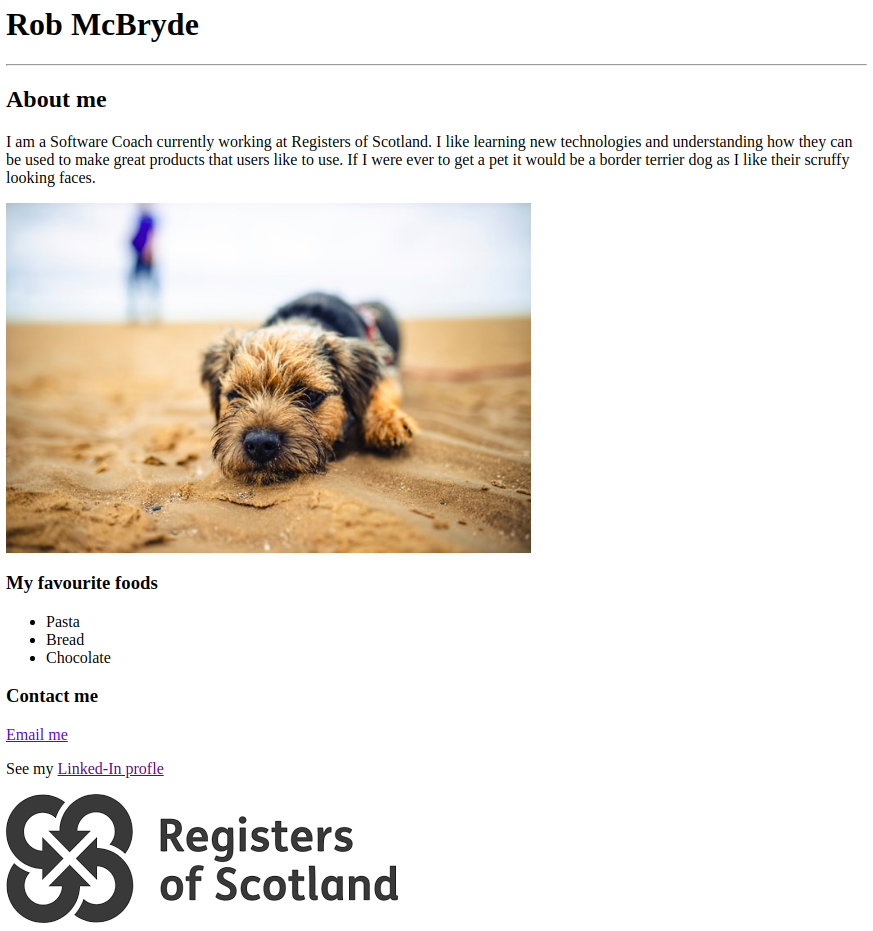 Rob McBryde
About me
I am a Software Coach currently working at Registers of Scotland. I like learning new technologies and understanding how they can
be used to make great products that users like to use. If I were ever to get a pet it would be a border terrier dog as I like their scruffy
looking faces.
My favourite foods
Pasta
Bread
Chocolate
Contact me
Email me
See my Linked-In profle
Registers
of Scotland